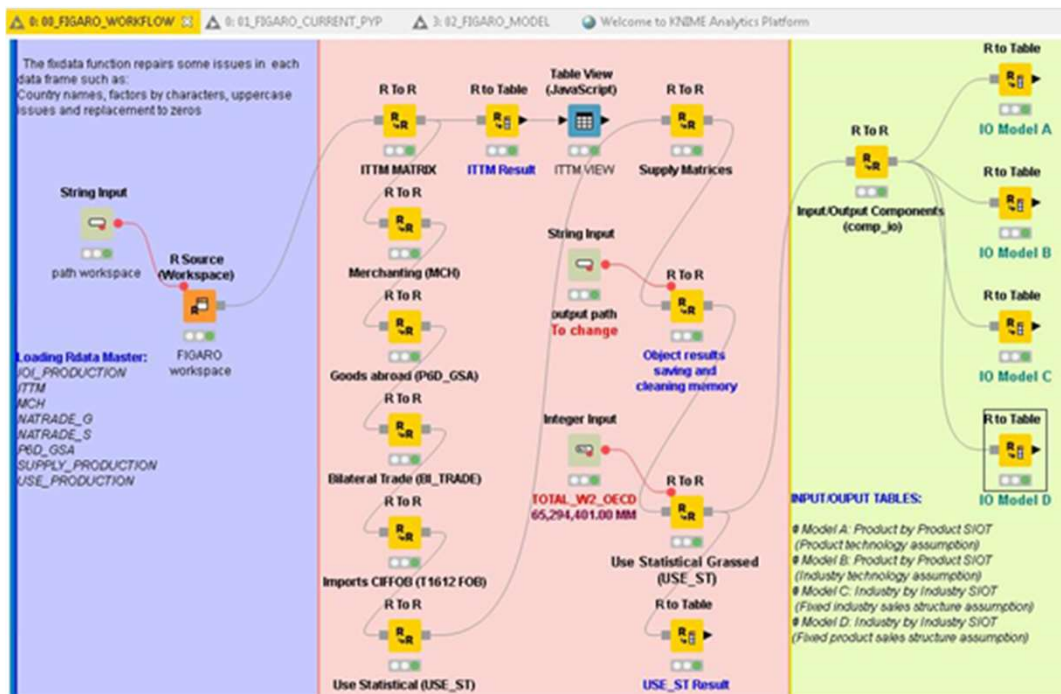 0: 00_FIGARO_WORKFLOW
0: 01_FIGARO_CURRENT_PYP
3: 02_FIGARO_MODEL
Welcome to KNIME Analytics Platform
The fixdata function repairs some issues in each
data frame such as:
Country names, factors by characters, uppercase
issues and replacement to zeros
String Input
path workspace
R Source
(Workspace)
FIGARO
workspace
Loading Rdata Master:
IOI_PRODUCTION
ITTM
MCH
NATRADE_G
NATRADE_S
P6D_GSA
SUPPLY_PRODUCTION
USE_PRODUCTION
R To R
ITTM MATRIX
R to Table
ITTM Result
Table View
(JavaScript)
ITTM VIEW
R To R
Supply Matrices
R To R
Merchanting (MCH)
R To R
Goods abroad (P6D_GSA)
R To R
Bilateral Trade (BI_TRADE)
R To R
Imports CIFFOB (T1612 FOB)
R To R
Use Statistical (USE_ST)
String Input
output path
To change
R To R
Object results
saving and
cleaning memory
Integer Input
TOTAL_W2_OECD
65,294,401.00 MM
R To R
Use Statistical Grassed
(USE_ST)
R to Table
USE_ST Result
R To R
Input/Output Components
(comp_io)
R to Table
IO Model A
R to Table
IO Model B
R to Table
IO Model C
R to Table
IO Model D
INPUT/OUPUT TABLES:
# Model A: Product by Product SIOT
(Product technology assumption)
# Model B: Product by Product SIOT
(Industry technology assumption)
# Model C: Industry by Industry SIOT
(Fixed industry sales structure assumption)
# Model D: Industry by Industry SIOT
(Fixed product sales structure assumption)